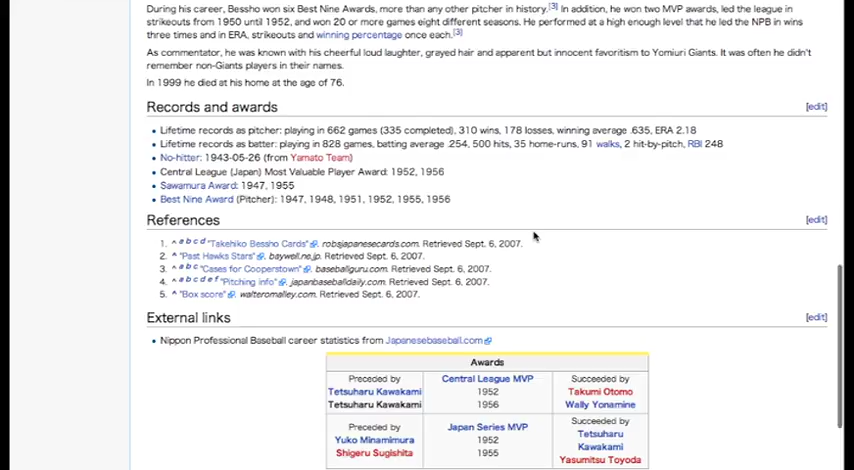 During his career, Bessho won six Best Nine Awards, more than any other pitcher in history.[3] In addition, he won two MVP awards, led the league in
strikeouts from 1950 until 1952, and won 20 or more games eight different seasons. He performed at a high enough level that he led the NPB in wins
three times and in ERA, strikeouts and winning percentage once each.[3]
As commentator, he was known with his cheerful loud laughter, grayed hair and apparent but innocent favoritism to Yomiuri Giants. It was often he didn't
remember non-Giants players in their names.
In 1999 he died at his home at the age of 76.
Records and awards [edit]
• Lifetime records as pitcher: playing in 662 games (335 completed), 310 wins, 178 losses, winning average .635, ERA 2.18
• Lifetime records as batter: playing in 828 games, batting average .254, 500 hits, 35 home-runs, 91 walks, 2 hit-by-pitch, RBI 248
• No-hitter: 1943-05-26 (from Yamato Team)
• Central League (Japan) Most Valuable Player Award: 1952, 1956
• Sawamura Award: 1947, 1955
• Best Nine Award (Pitcher): 1947, 1948, 1951, 1952, 1955, 1956
References [edit]
1. ^ a b c d "Takehiko Bessho Cards". robsjapanesecards.com. Retrieved Sept. 6, 2007.
2. ^ "Past Hawks Stars". baywell.ne.jp. Retrieved Sept. 6, 2007.
3. ^ a b c "Cases for Cooperstown". baseballguru.com. Retrieved Sept. 6, 2007.
4. ^ a b c d e f "Pitching info". japanbaseballdaily.com. Retrieved Sept. 6, 2007.
5. ^ "Box score". walteromalley.com. Retrieved Sept. 6, 2007.
External links [edit]
• Nippon Professional Baseball career statistics from Japanesebaseball.com
Awards
Preceded by
Tetsuharu Kawakami
Tetsuharu Kawakami
Central League MVP
1952
1956
Succeeded by
Takumi Otomo
Wally Yonamine
Preceded by
Yuko Minamimura
Shigeru Sugishita
Japan Series MVP
1952
1955
Succeeded by
Tetsuharu
Kawakami
Yasumitsu Toyoda